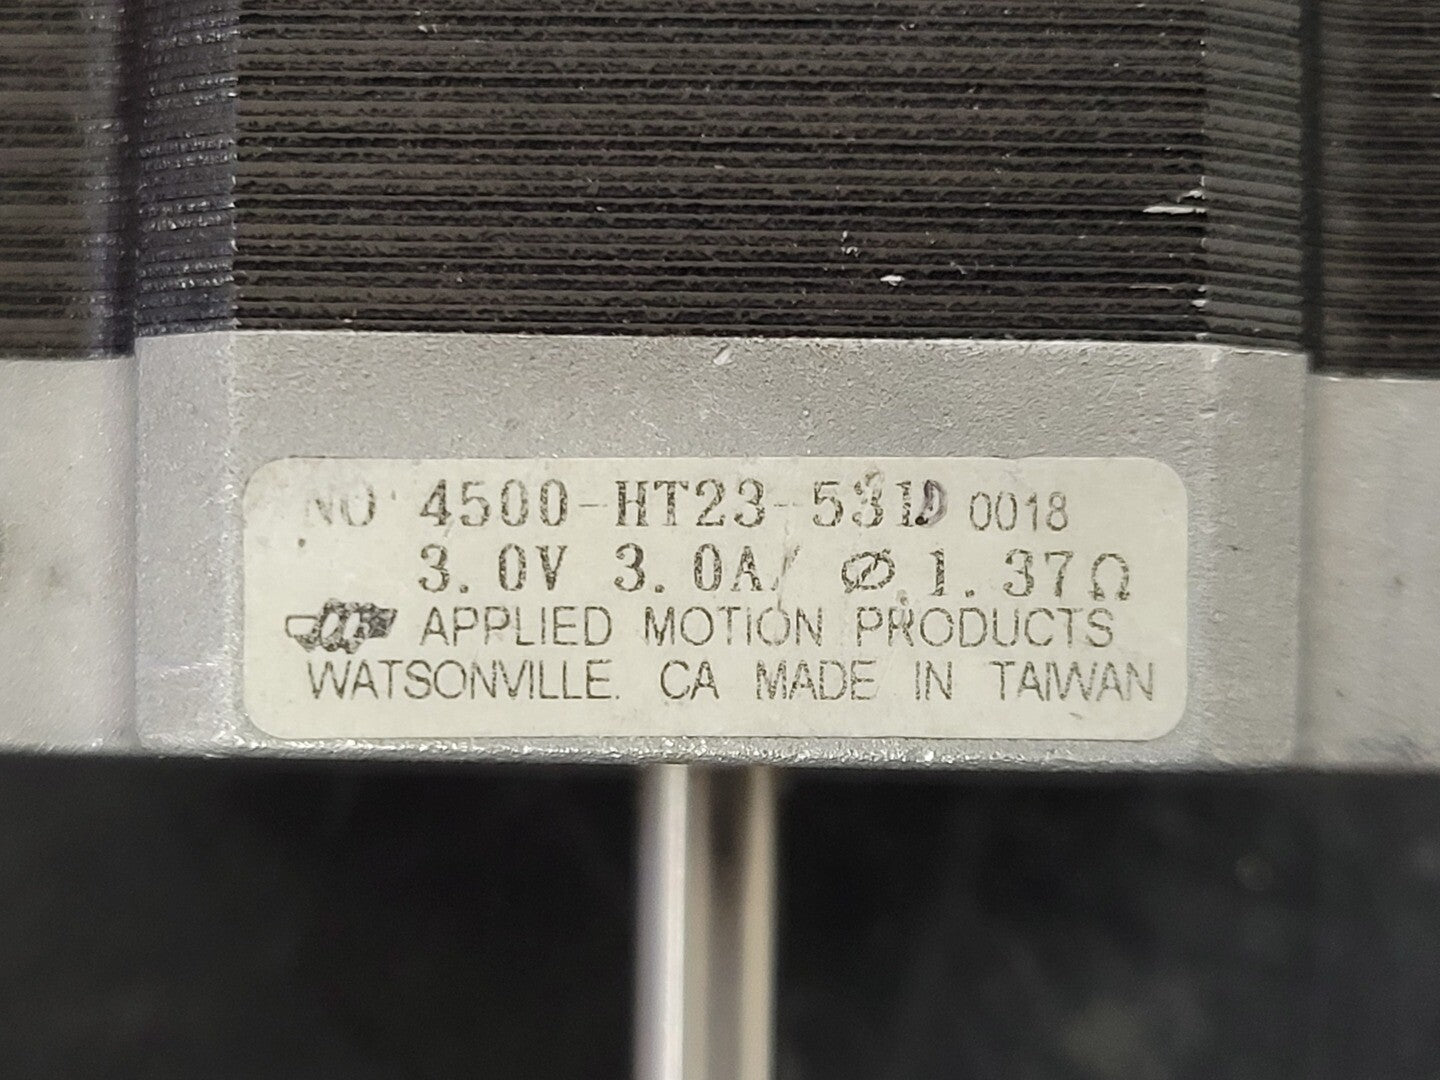 NO 4500-HT23-531D 0018
3.0V 3.0A/Ø 1.37Ω
APPLIED MOTION PRODUCTS
WATSONVILLE. CA MADE IN TAIWAN